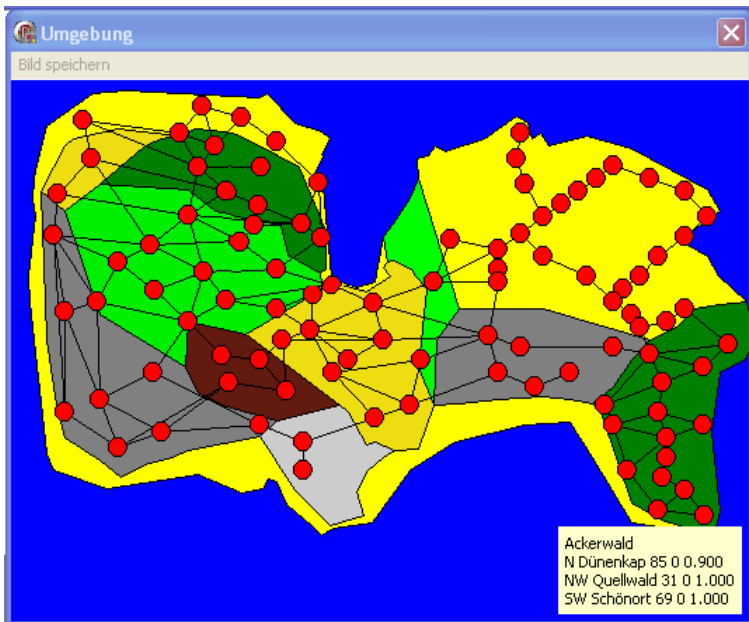 Umgebung
Bild speichern
Ackerwald
N Dünenkap 85 0 0.900
NW Quellwald 31 0 1.000
SW Schönort 69 0 1.000